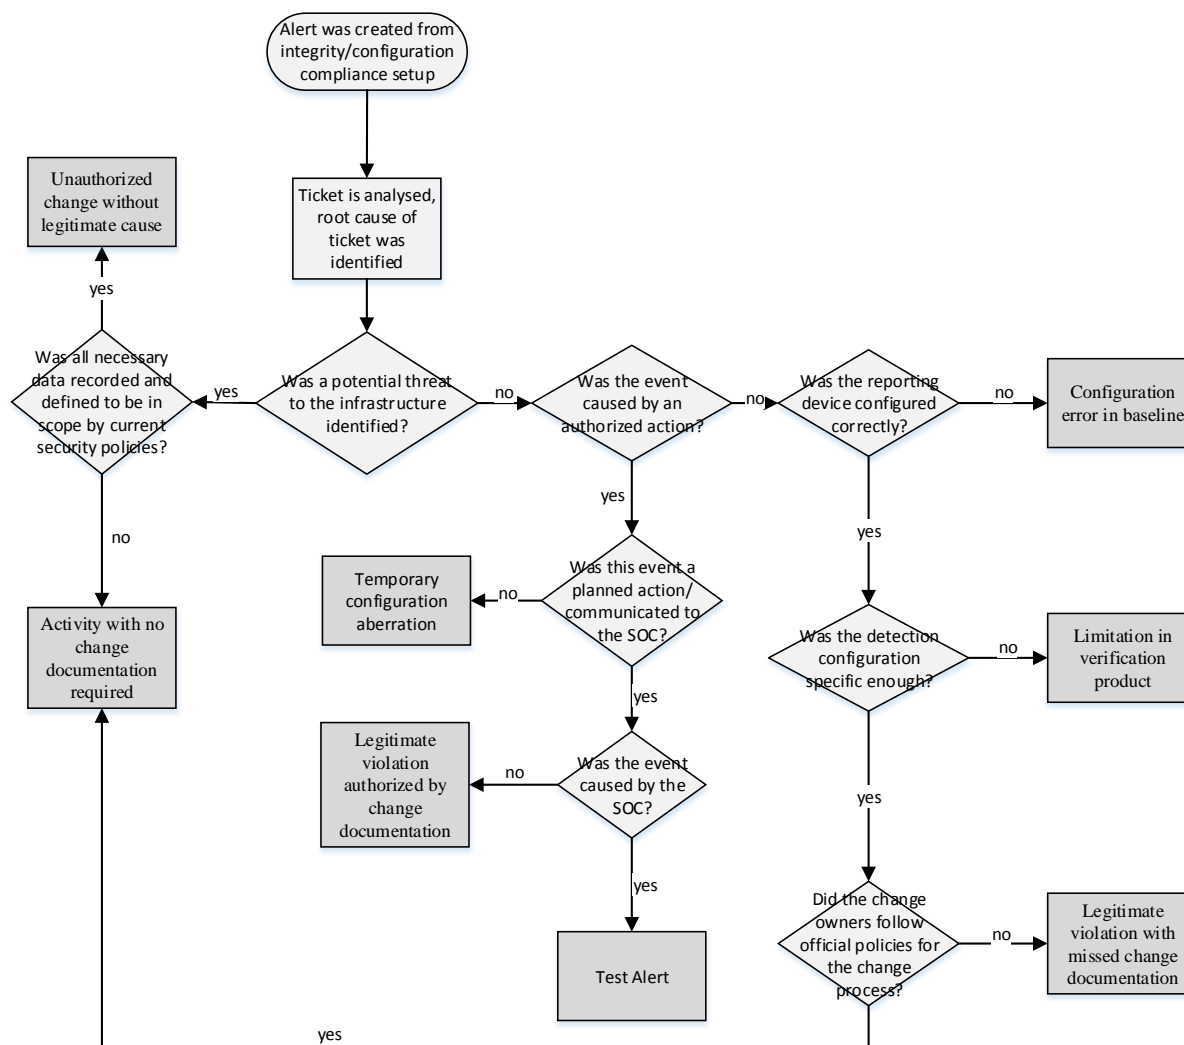 Alert was created from
integrity/configuration
compliance setup
Unauthorized
change without
legitimate cause
Ticket is analysed,
root cause of
ticket was
identified
yes
Was all necessary
data recorded and
defined to be in
scope by current
security policies?
yes
Was a potential threat
to the infrastructure
identified?
no
Was the event
caused by an
authorized action?
no
Was the reporting
device configured
correctly?
no
Configuration
error in baseline
no
yes
yes
Activity with no
change
documentation
required
Temporary
configuration
aberration
no
Was this event a
planned action/
communicated to
the SOC?
Was the detection
configuration
specific enough?
no
Limitation in
verification
product
yes
Legitimate
violation
authorized by
change
documentation
no
Was the event
caused by the
SOC?
yes
yes
Test Alert
Did the change
owners follow
official policies for
the change
process?
no
Legitimate
violation with
missed change
documentation
yes